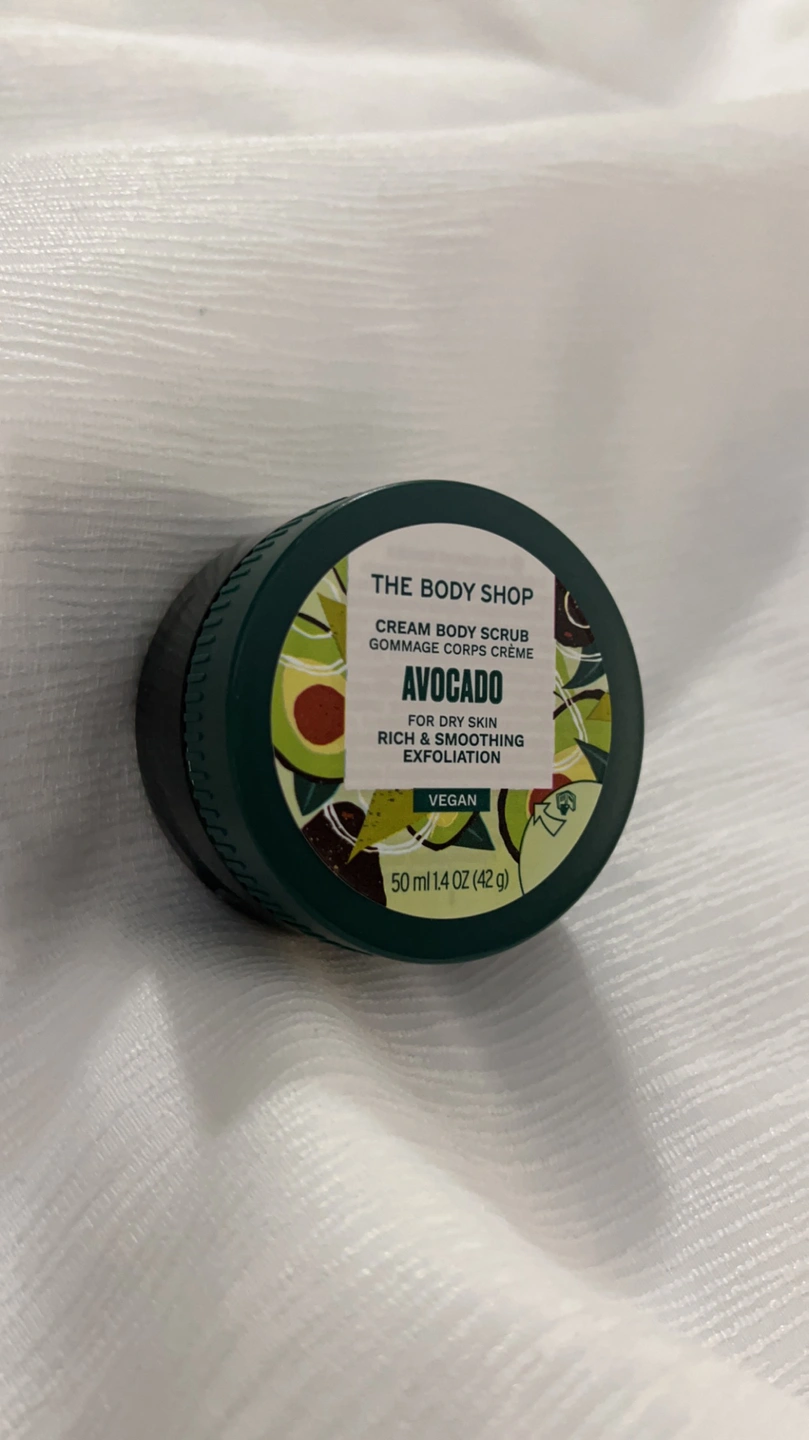 THE BODY SHOP
CREAM BODY SCRUB
GOMMAGE CORPS CRÈME
AVOCADO
FOR DRY SKIN
RICH & SMOOTHING
EXFOLIATION
VEGAN
50 ml 1.4 OZ (42 g)